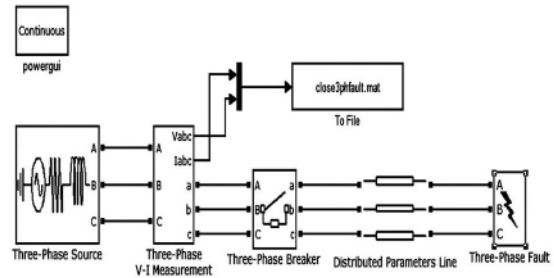 Continuous
powergui
close3phfault.mat
To File
Vabc
Iabc
A
A
a
A
a
A
B
B
b
B
b
B
C
C
c
C
c
C
Three-Phase Source
Three-Phase
V-I Measurement
Three-Phase Breaker
Distributed Parameters Line
Three-Phase Fault